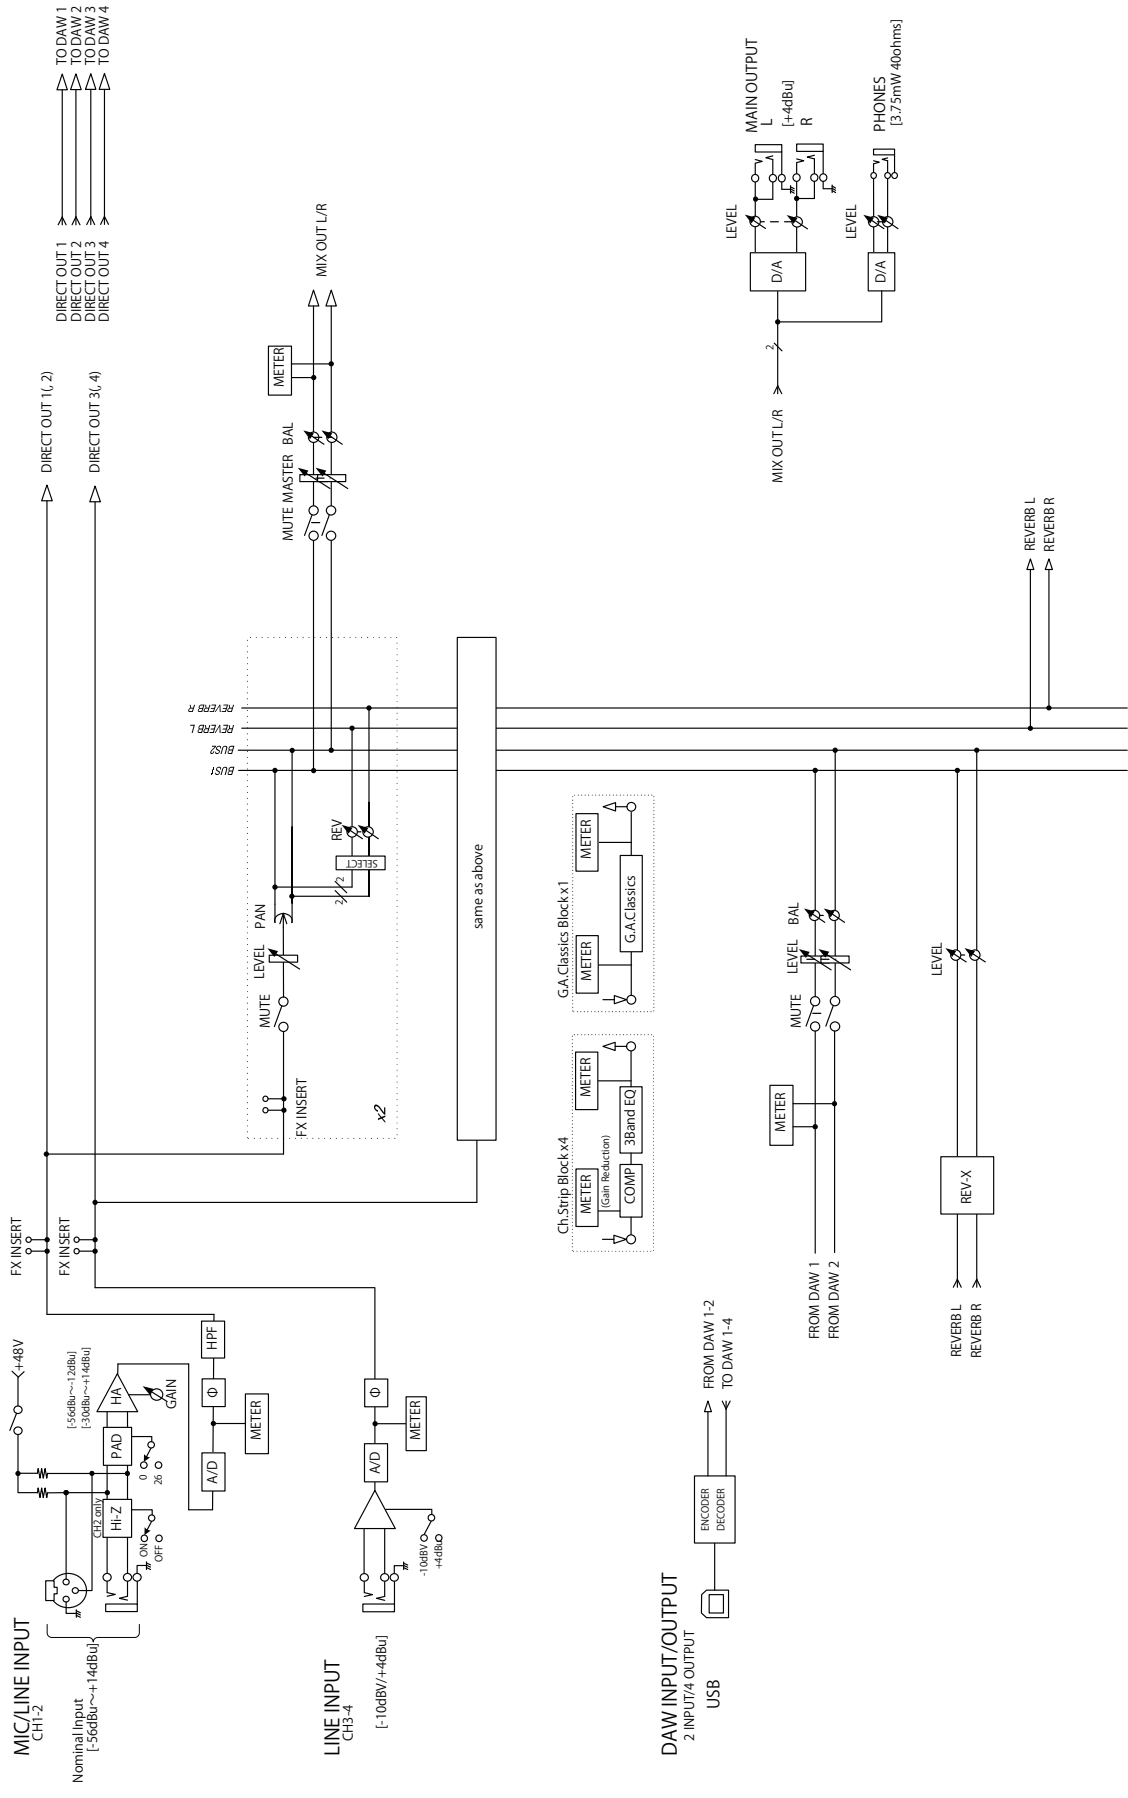 MIC/LINE INPUT
CH1-2
Nominal Input
[-56dBu～+14dBu]
+48V
CH2 only
Hi-Z
ON
OFF
PAD
0
26
[-56dBu～-12dBu]
[-30dBu～+14dBu]
HA
GAIN
A/D
METER
Φ
HPF
FX INSERT
FX INSERT
DIRECT OUT 1(, 2)
DIRECT OUT 3(, 4)
DIRECT OUT 1
DIRECT OUT 2
DIRECT OUT 3
DIRECT OUT 4
TO DAW 1
TO DAW 2
TO DAW 3
TO DAW 4
LINE INPUT
CH3-4
[-10dBV/+4dBu]
-10dBV
+4dBu
A/D
METER
Φ
FX INSERT
x2
MUTE
LEVEL
PAN
2
2
SELECT
REV
BUS1
BUS2
REVERB L
REVERB R
MUTE
MASTER
BAL
METER
MIX OUT L/R
same as above
Ch.Strip Block x4
METER
(Gain Reduction)
COMP
3Band EQ
METER
G.A.Classics Block x1
METER
G.A.Classics
METER
DAW INPUT/OUTPUT
2 INPUT/4 OUTPUT
USB
ENCODER
DECODER
FROM DAW 1-2
TO DAW 1-4
FROM DAW 1
FROM DAW 2
METER
MUTE
LEVEL
BAL
REVERB L
REVERB R
REV-X
LEVEL
REVERB L
REVERB R
MIX OUT L/R
2
D/A
LEVEL
MAIN OUTPUT
L
[+4dBu]
R
D/A
LEVEL
PHONES
[3.75mW 40ohms]